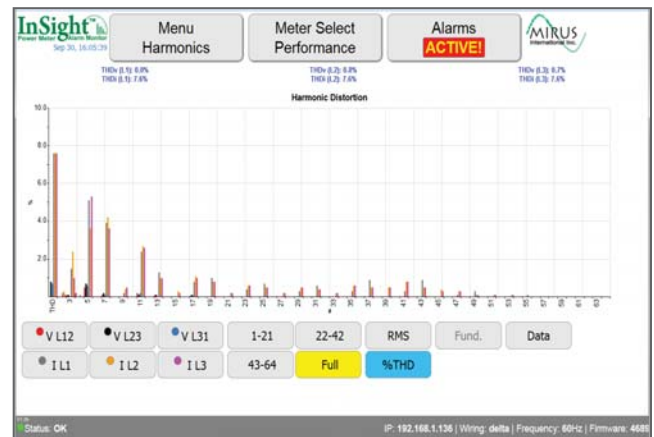 InSight™
Power Meter & Alarm Monitor
Sep 30, 16:05:39
Menu
Harmonics
Meter Select
Performance
Alarms
ACTIVE!
MIRUS
International Inc.
THDv (L1): 0.8%
THDi (L1): 7.6%
THDv (L2): 0.8%
THDi (L2): 7.6%
THDv (L3): 0.7%
THDi (L3): 7.6%
Harmonic Distortion
10.0
8.0
6.0
%
4.0
2.0
THD 3 5 7 9 11 13 15 17 19 21 23 25 27 29 31 33 35 37 39 41 43 45 47 49 51 53 55 57 59 61 63
V L12
V L23
V L31
1-21
22-42
RMS
Fund.
Data
I L1
I L2
I L3
43-64
Full
%THD
Status: OK
IP: 192.168.1.136 | Wiring: delta | Frequency: 60Hz | Firmware: 4689